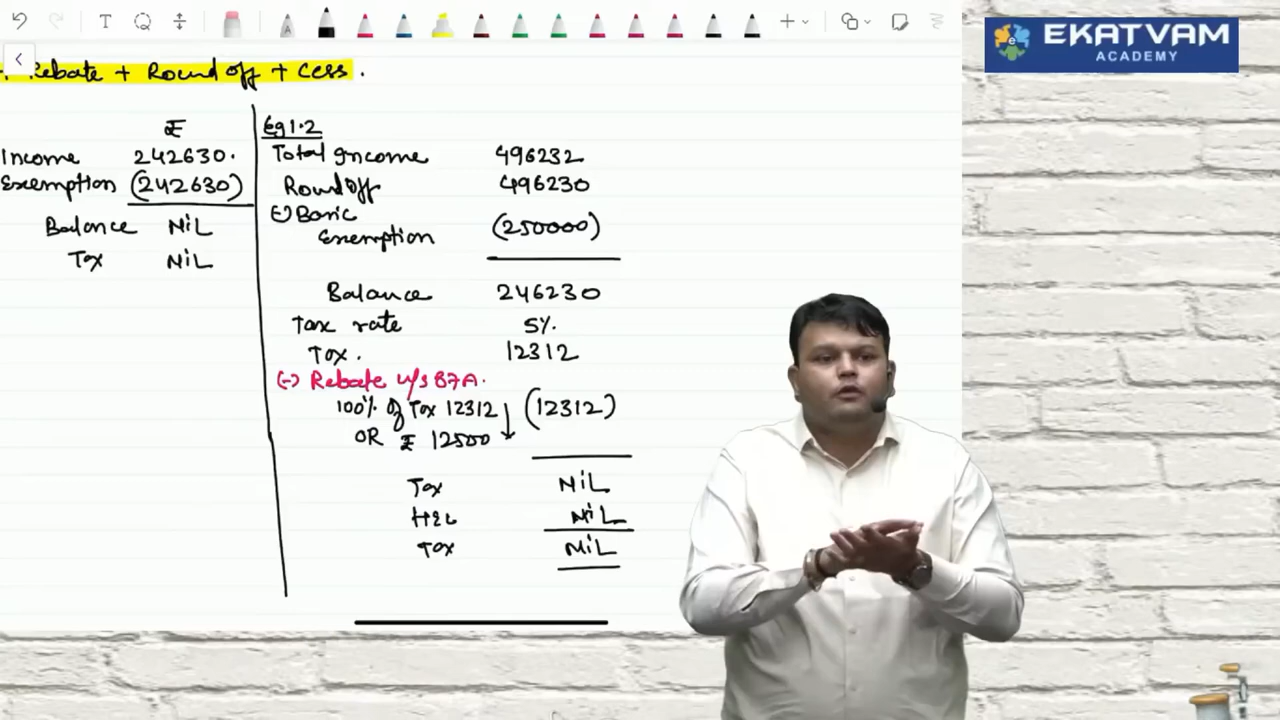 EKATVAM
ACADEMY
Rebate + Round off + Cess.
₹
Income 242630.
Exemption (242630)
Balance NiL
Tax NiL
Eg 1.2
Total Income 496232
Round off 496230
(-) Basic
Exemption (250000)
Balance 246230
Tax rate 5%.
Tax. 12312
(-) Rebate u/s 87A.
100% of Tax 12312 (12312)
OR ₹ 12500
Tax NiL
H&E NiL
Tax NiL